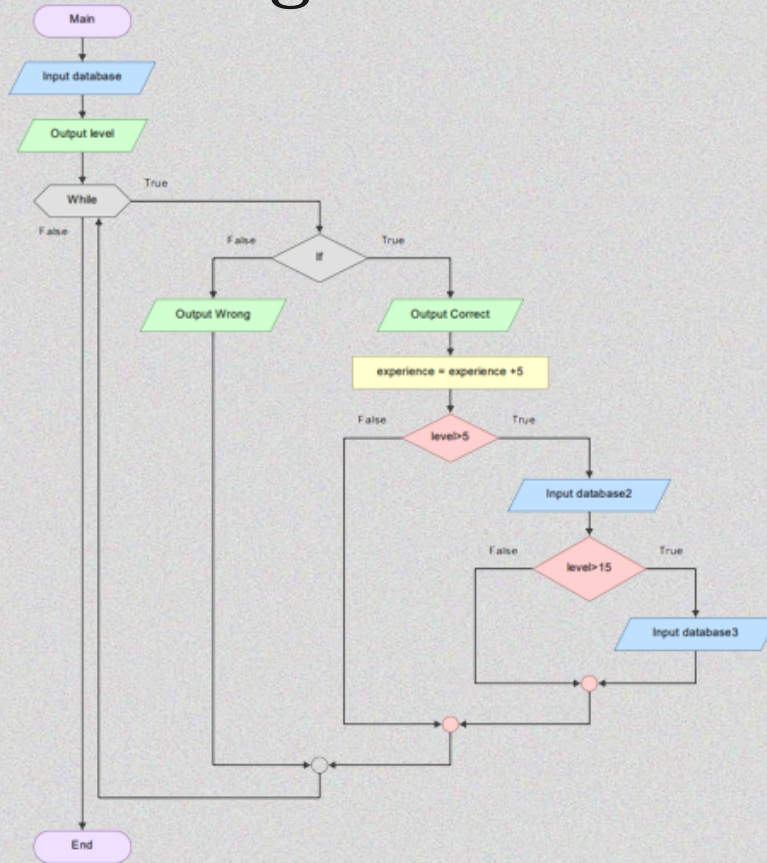 Main
Input database
Output level
While
True
False
If
False
True
Output Wrong
Output Correct
experience = experience +5
level>5
False
True
Input database2
level>15
False
True
Input database3
End